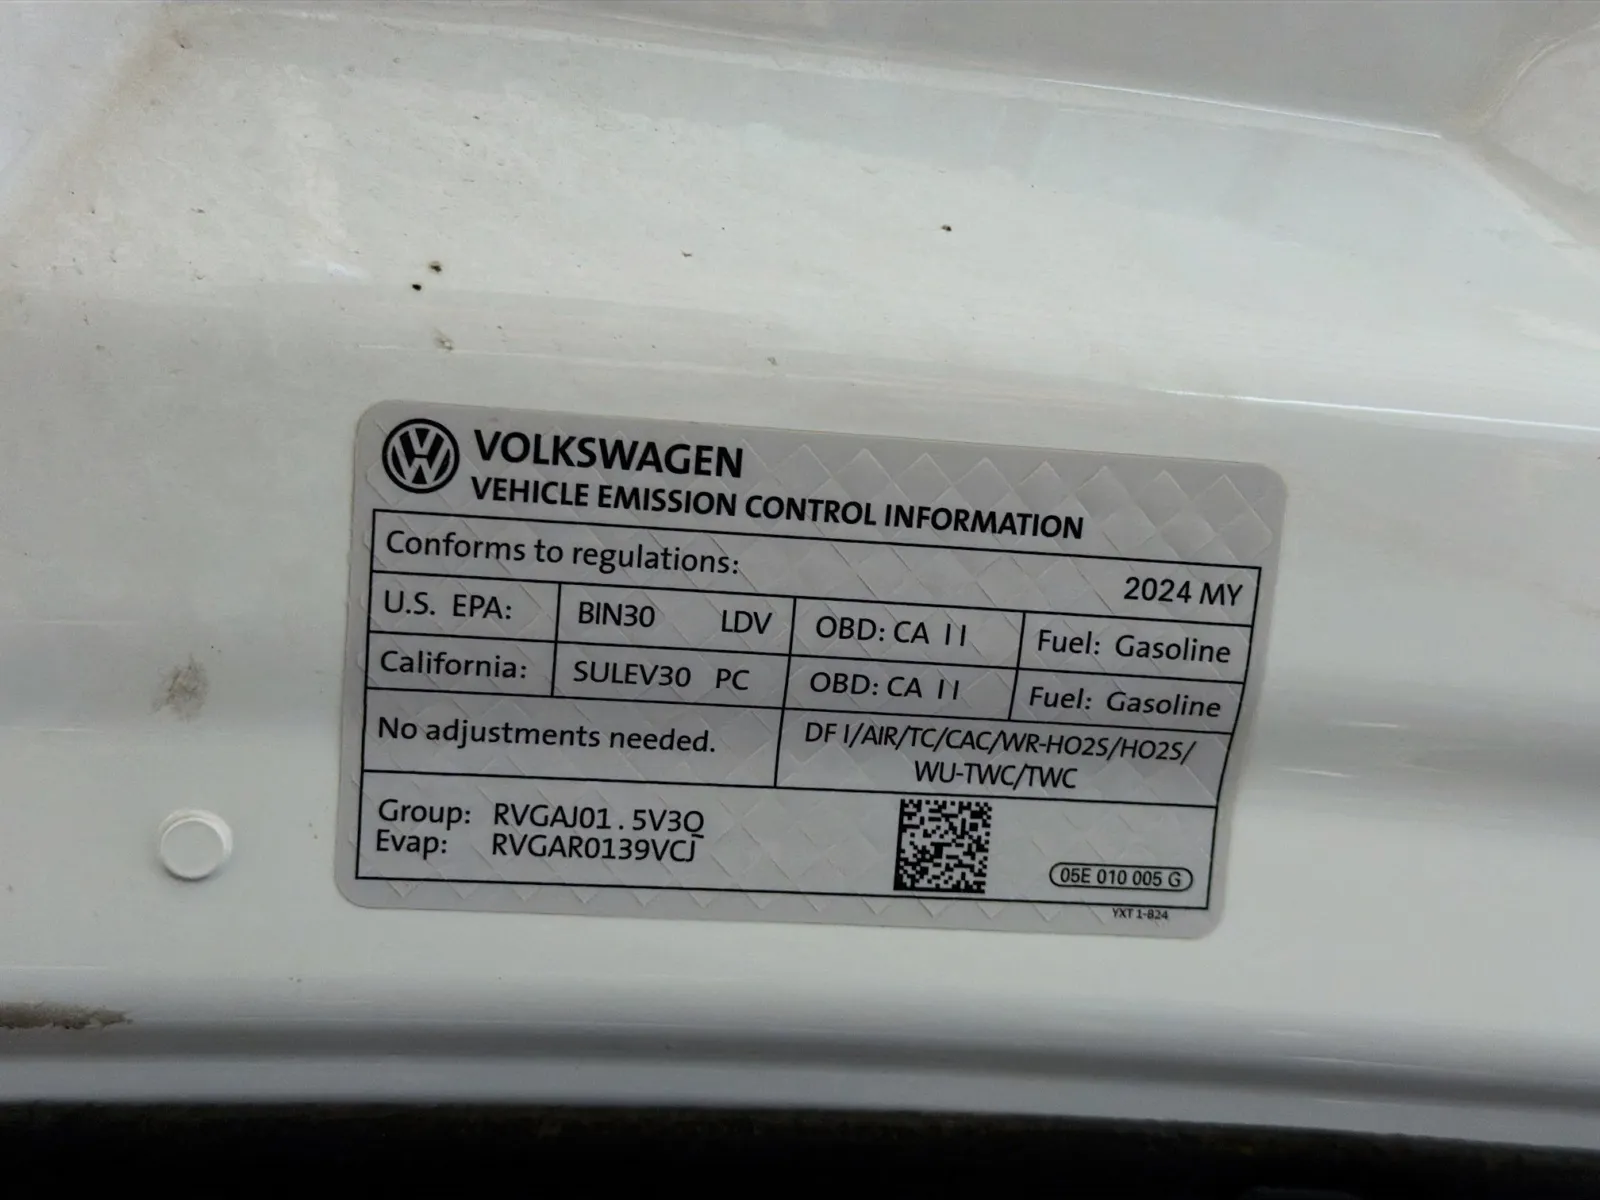 VOLKSWAGEN
VEHICLE EMISSION CONTROL INFORMATION
Conforms to regulations: 2024 MY
U.S. EPA: BIN30 LDV OBD: CA II Fuel: Gasoline
California: SULEV30 PC OBD: CA II Fuel: Gasoline
No adjustments needed. DFI/AIR/TC/CAC/WR-HO2S/HO2S/
WU-TWC/TWC
Group: RVGAJ01.5V3Q
Evap: RVGAR0139VCJ
05E 010 005 G
YXT 1-824